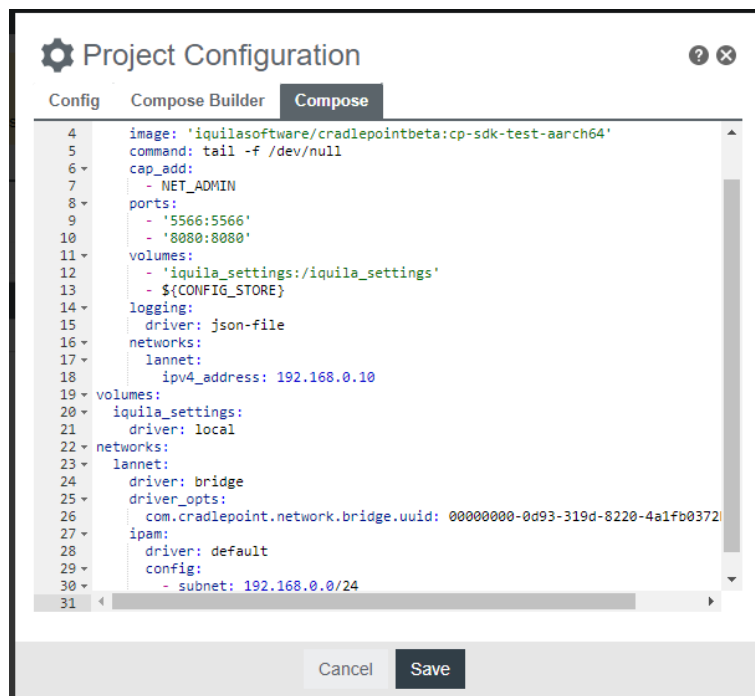 Project Configuration
Config Compose Builder Compose
4 image: 'iquilasoftware/cradlepointbeta:cp-sdk-test-aarch64'
5 command: tail -f /dev/null
6 cap_add:
7 - NET_ADMIN
8 ports:
9 - '5566:5566'
10 - '8080:8080'
11 volumes:
12 - 'iquila_settings:/iquila_settings'
13 - ${CONFIG_STORE}
14 logging:
15 driver: json-file
16 networks:
17 lannet:
18 ipv4_address: 192.168.0.10
19 volumes:
20 iquila_settings:
21 driver: local
22 networks:
23 lannet:
24 driver: bridge
25 driver_opts:
26 com.cradlepoint.network.bridge.uuid: 00000000-0d93-319d-8220-4a1fb0372
27 ipam:
28 driver: default
29 config:
30 - subnet: 192.168.0.0/24
31
Cancel Save